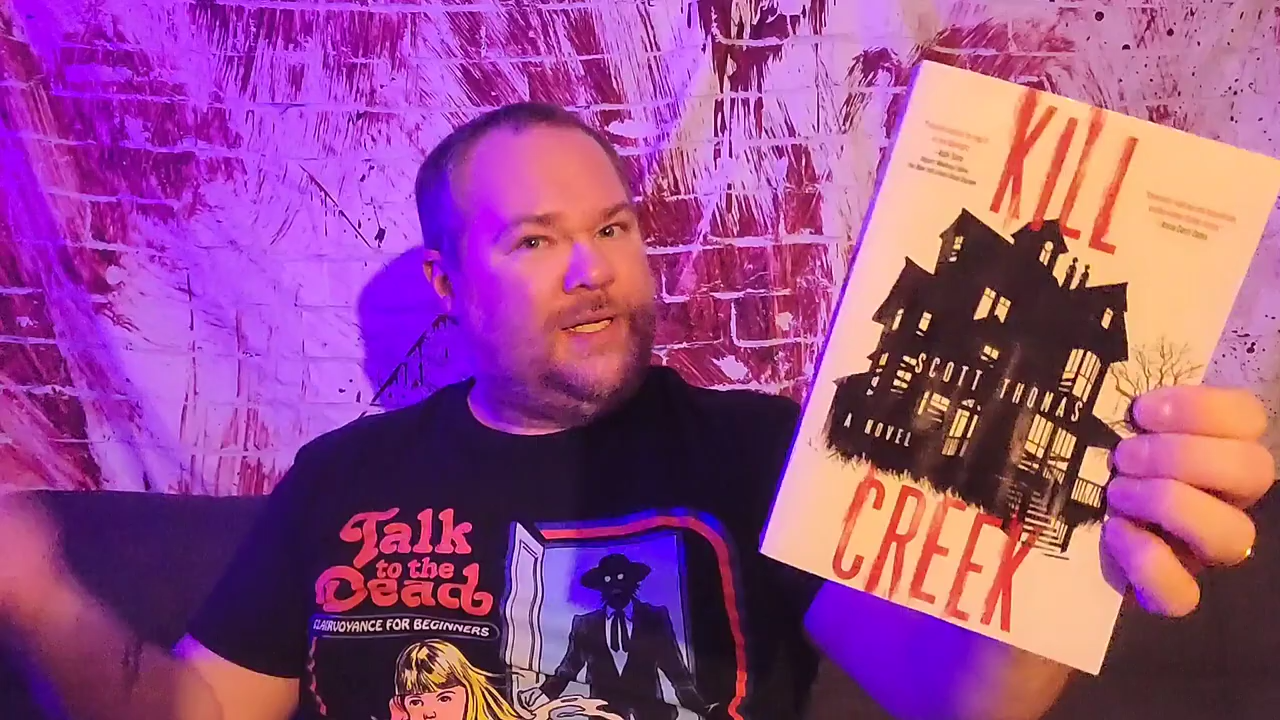 KILL
SCOTT THOMAS
A NOVEL
CREEK
Talk
to the
Dead
CLAIRVOYANCE FOR BEGINNERS